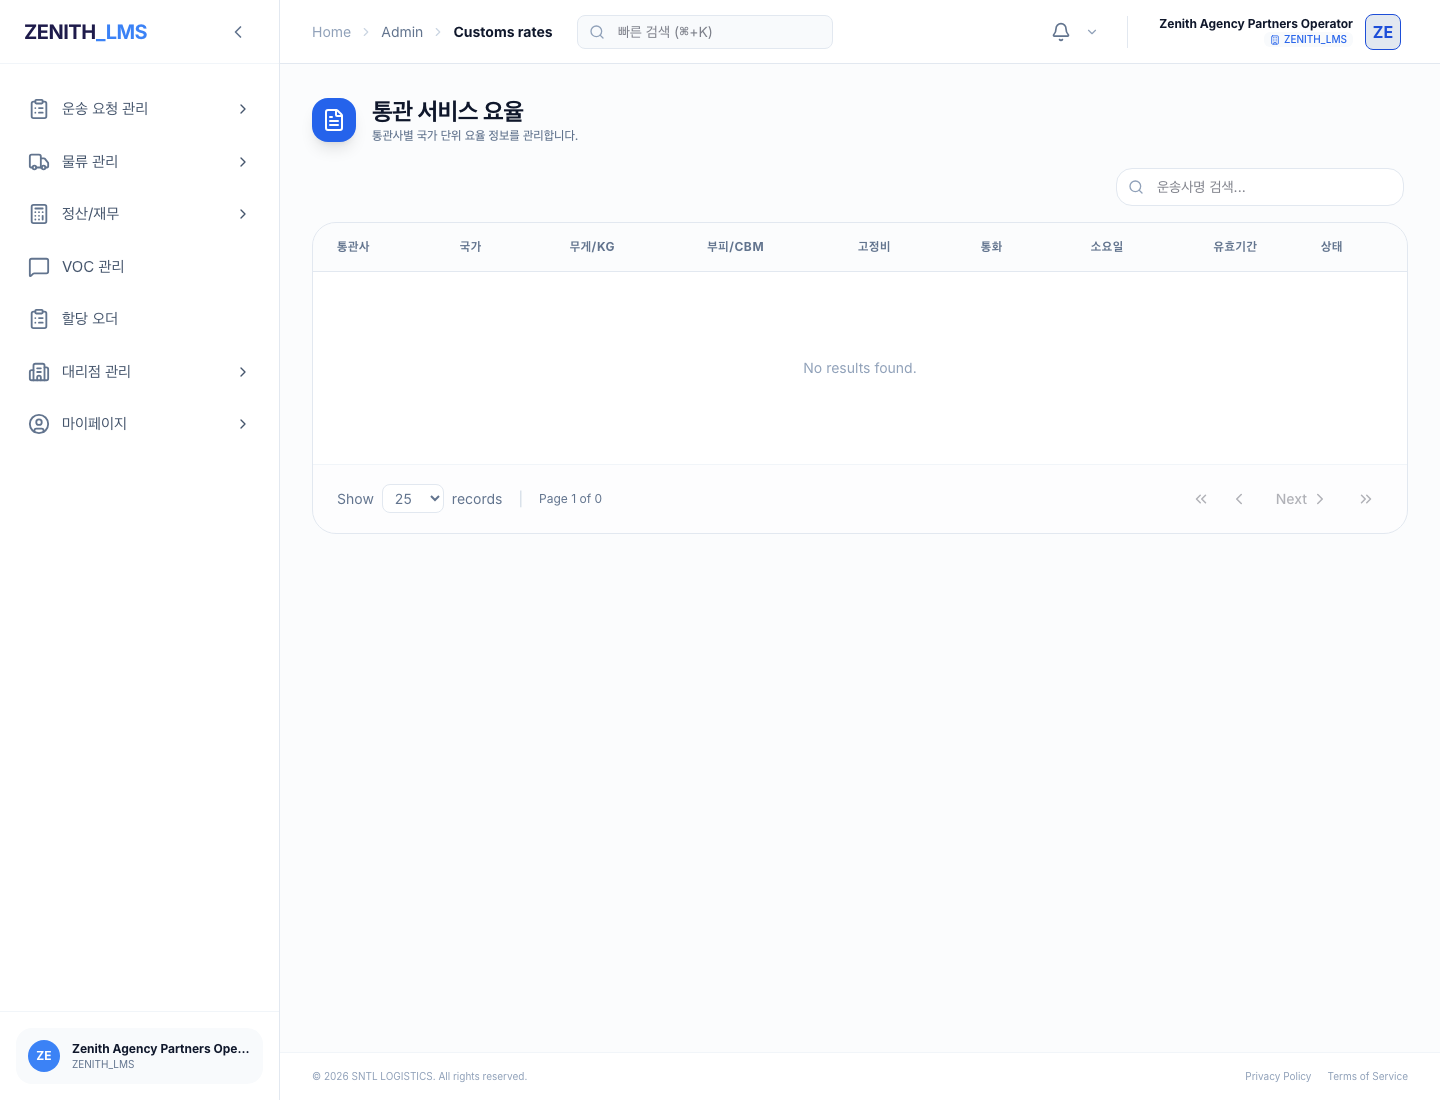 ZENITH_LMS
Home > Admin > Customs rates
빠른 검색 (⌘+K)
Zenith Agency Partners Operator
ZENITH_LMS
ZE
운송 요청 관리
물류 관리
정산/재무
VOC 관리
할당 오더
대리점 관리
마이페이지
통관 서비스 요율
통관사별 국가 단위 요율 정보를 관리합니다.
운송사명 검색...
통관사 국가 무게/KG 부피/CBM 고정비 통화 소요일 유효기간 상태
No results found.
Show 25 records | Page 1 of 0
Next
ZE
Zenith Agency Partners Ope...
ZENITH_LMS
© 2026 SNTL LOGISTICS. All rights reserved.
Privacy Policy Terms of Service